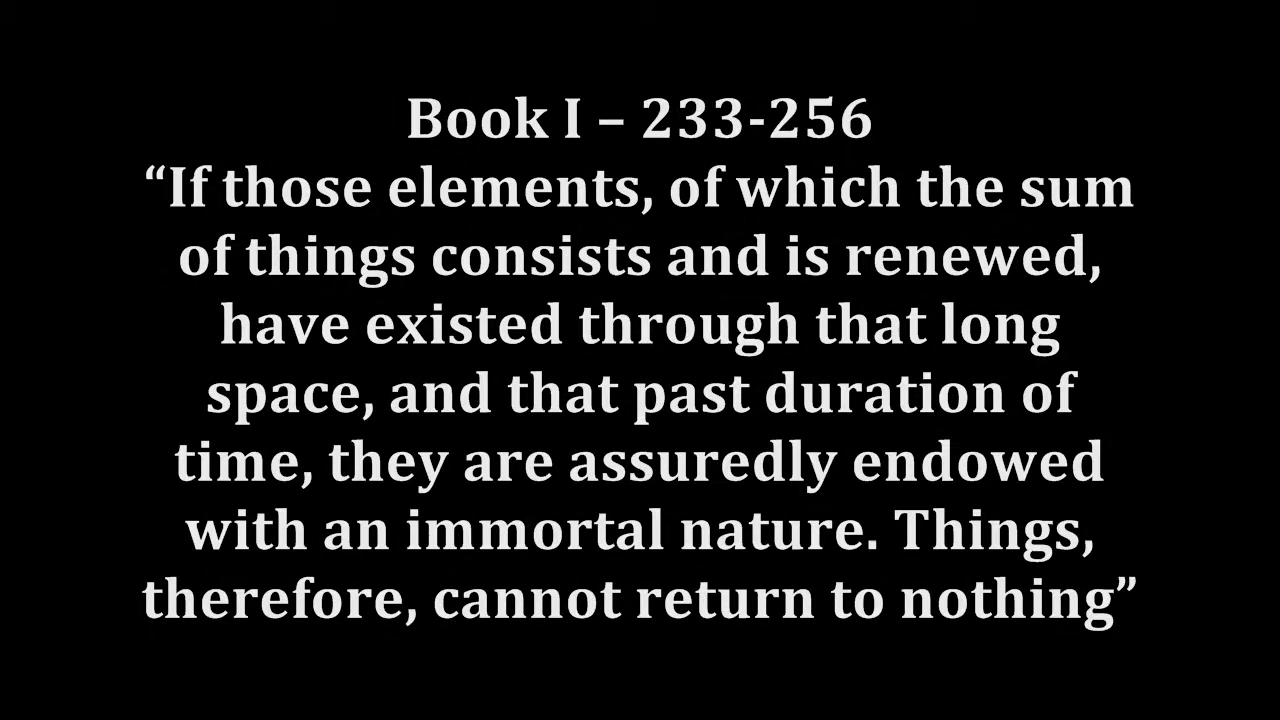 Book I – 233-256
“If those elements, of which the sum
of things consists and is renewed,
have existed through that long
space, and that past duration of
time, they are assuredly endowed
with an immortal nature. Things,
therefore, cannot return to nothing”